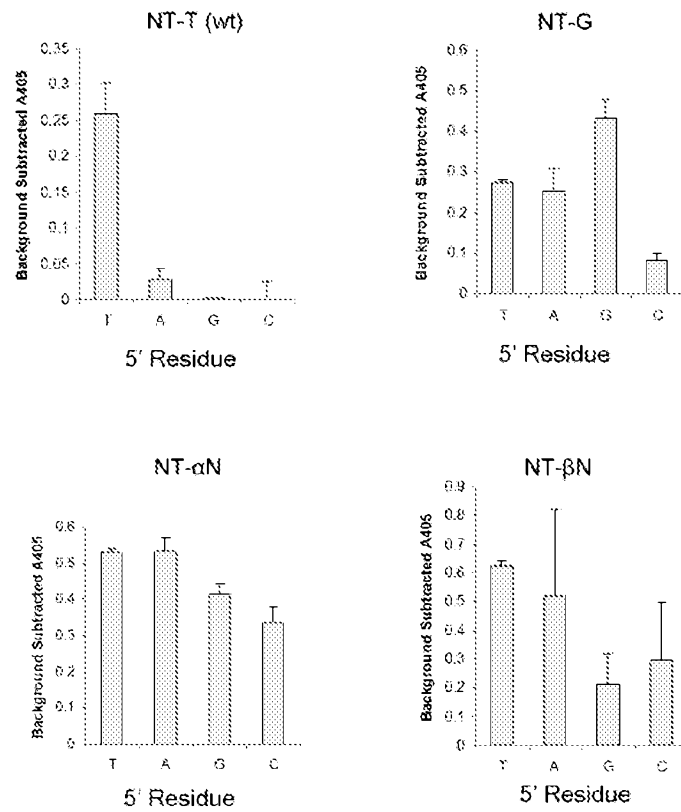 NT-T (wt)
Background Subtracted A405
0.35
0.3
0.25
0.2
0.15
0.1
0.05
0
T A G C
5' Residue
NT-G
Background Subtracted A405
0.6
0.5
0.4
0.3
0.2
0.1
0
T A G C
5' Residue
NT-αN
Background Subtracted A405
0.6
0.5
0.4
0.3
0.2
0.1
0
T A G C
5' Residue
NT-βN
Background Subtracted A405
0.9
0.8
0.7
0.6
0.5
0.4
0.3
0.2
0.1
0
T A G C
5' Residue